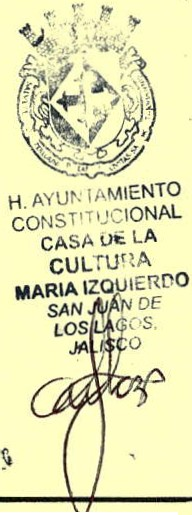 H. AYUNTAMIENTO
CONSTITUCIONAL
CASA DE LA
CULTURA
MARIA IZQUIERDO
SAN JUAN DE
LOS LAGOS,
JALISCO